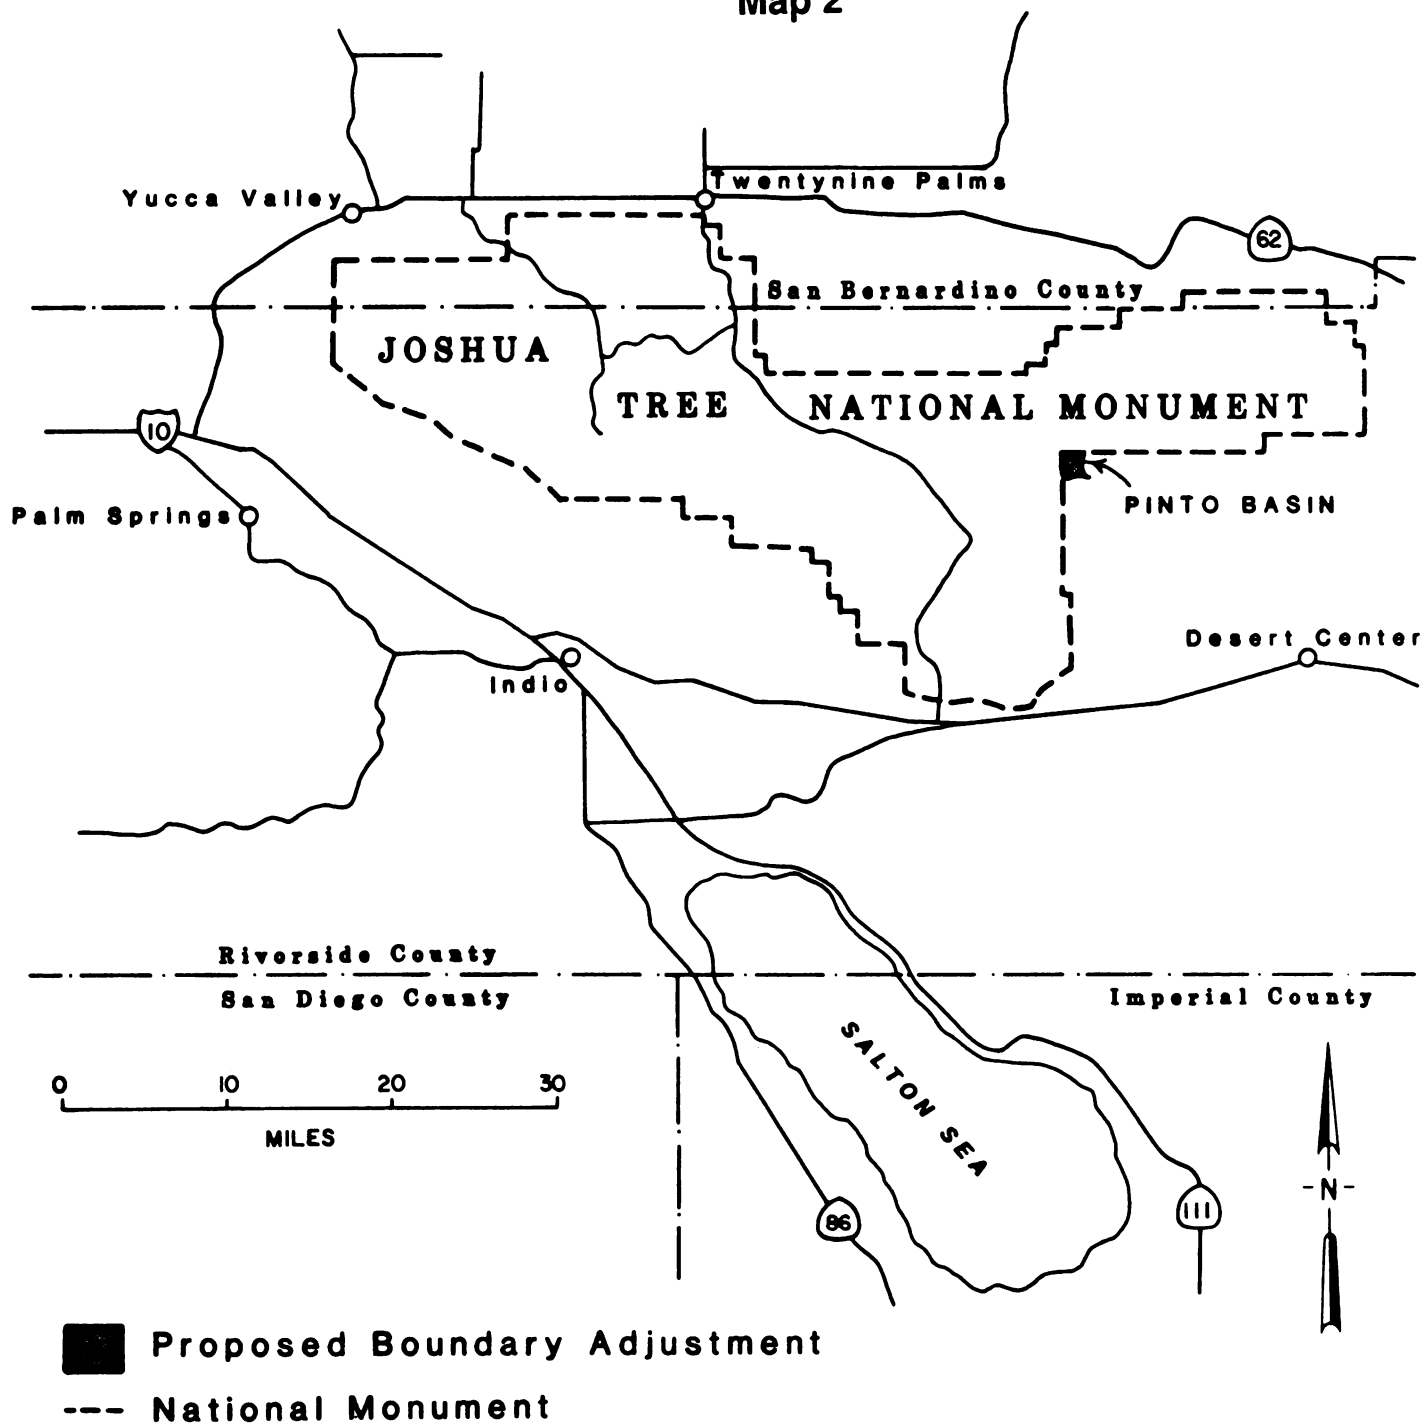 Map 2
Twentynine Palms
Yucca Valley
62
San Bernardino County
JOSHUA
TREE
NATIONAL MONUMENT
10
PINTO BASIN
Palm Springs
Desert Center
Indio
Riverside County
San Diego County
Imperial County
SALTON SEA
0 10 20 30
MILES
-N-
86
111
Proposed Boundary Adjustment
National Monument